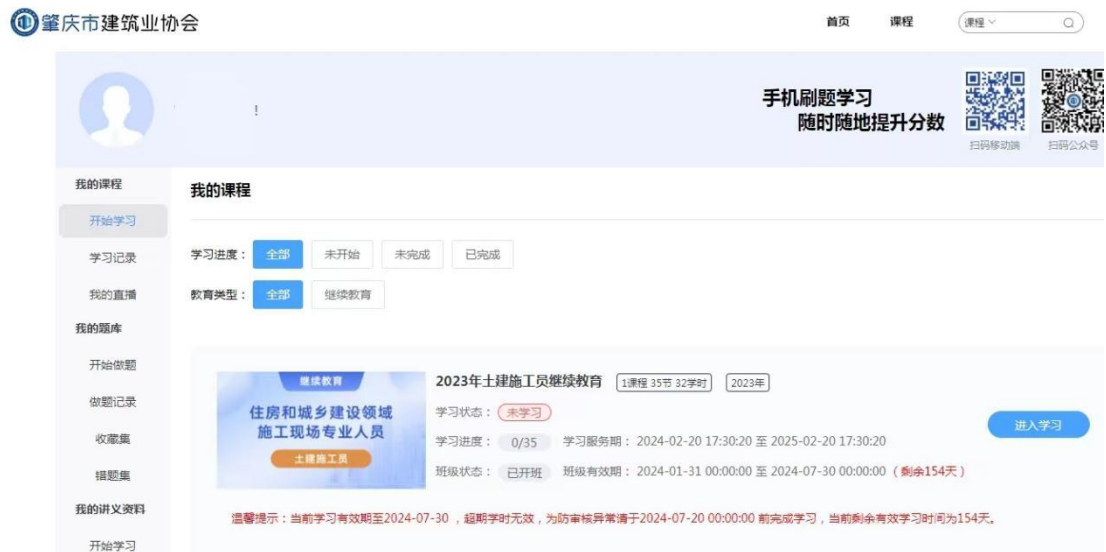 肇庆市建筑业协会
首页 课程 课程
!
手机刷题学习
随时随地提升分数
扫码移动端 扫码公众号
我的课程
开始学习
学习记录
我的直播
我的题库
开始做题
做题记录
收藏集
错题集
我的讲义资料
开始学习
我的课程
学习进度： 全部 未开始 未完成 已完成
教育类型： 全部 继续教育
继续教育
住房和城乡建设领域
施工现场专业人员
土建施工员
2023年土建施工员继续教育 1课程 35节 32学时 2023年
学习状态： 未学习
学习进度： 0/35 学习服务期： 2024-02-20 17:30:20 至 2025-02-20 17:30:20
班级状态： 已开班 班级有效期： 2024-01-31 00:00:00 至 2024-07-30 00:00:00 （剩余154天）
进入学习
温馨提示：当前学习有效期至2024-07-30 ，超期学时无效，为防审核异常请于2024-07-20 00:00:00 前完成学习，当前剩余有效学习时间为154天。